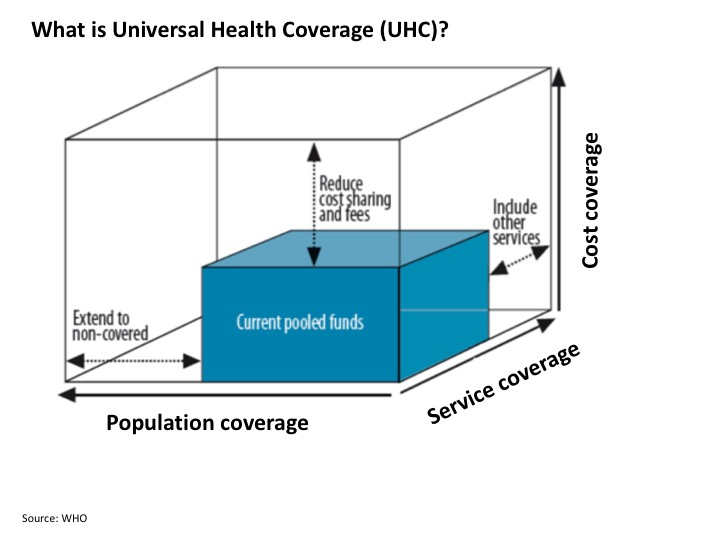 What is Universal Health Coverage (UHC)?
Reduce
cost sharing
and fees
Include
other
services
Cost coverage
Extend to
non-covered
Current pooled funds
Service coverage
Population coverage
Source: WHO